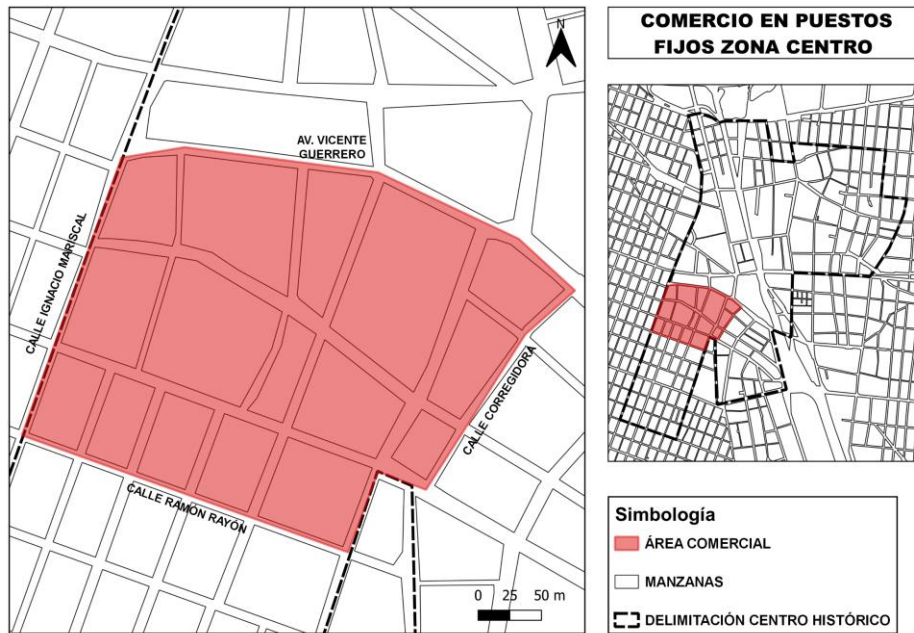 COMERCIO EN PUESTOS
FIJOS ZONA CENTRO
N
AV. VICENTE
GUERRERO
CALLE IGNACIO MARISCAL
CALLE CORREGIDORA
CALLE RAMÓN RAYÓN
0 25 50 m
Simbología
ÁREA COMERCIAL
MANZANAS
DELIMITACIÓN CENTRO HISTÓRICO